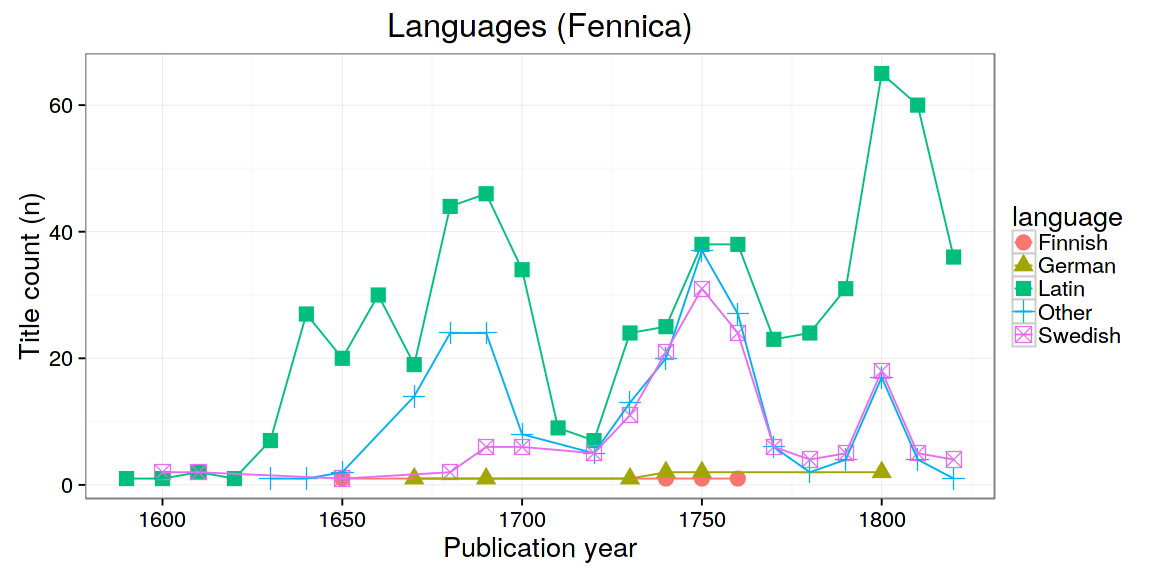 Languages (Fennica)
Title count (n)
60
40
20
0
1600 1650 1700 1750 1800
Publication year
language
Finnish
German
Latin
Other
Swedish